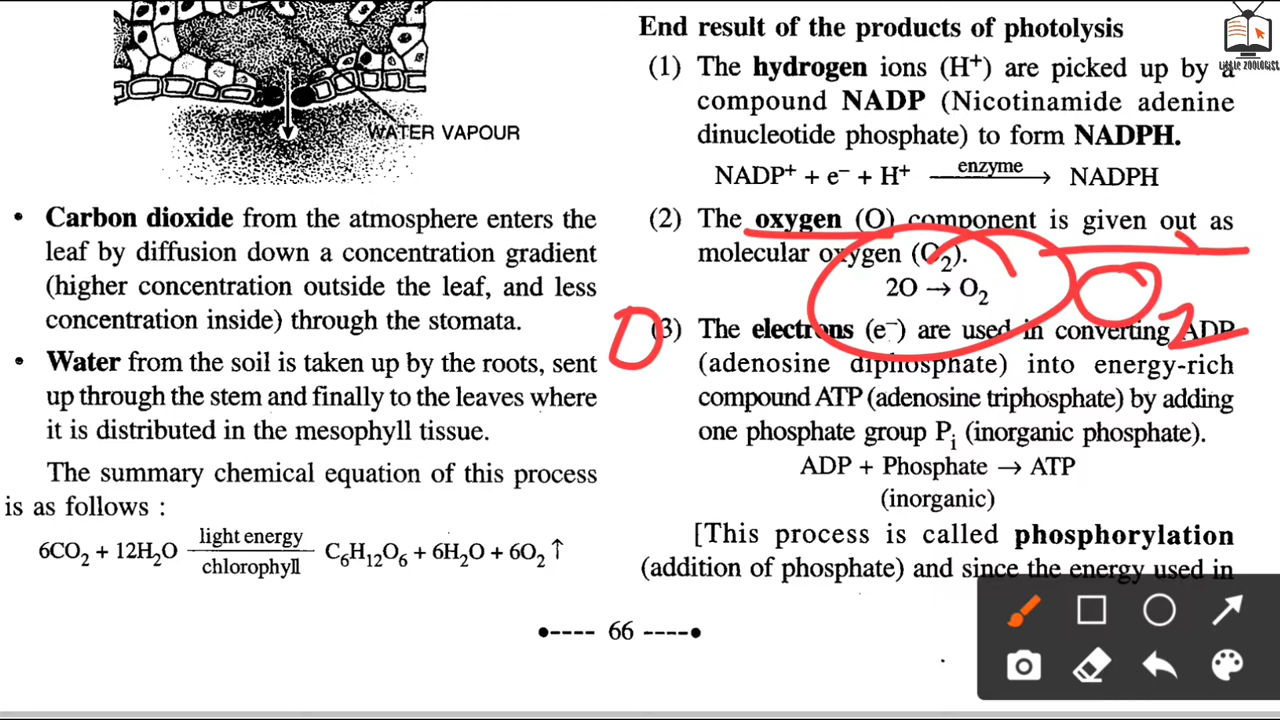 WATER VAPOUR
• Carbon dioxide from the atmosphere enters the
leaf by diffusion down a concentration gradient
(higher concentration outside the leaf, and less
concentration inside) through the stomata.
• Water from the soil is taken up by the roots, sent
up through the stem and finally to the leaves where
it is distributed in the mesophyll tissue.
The summary chemical equation of this process
is as follows :
6CO₂ + 12H₂O light energy chlorophyll C₆H₁₂O₆ + 6H₂O + 6O₂ ↑
End result of the products of photolysis
(1) The hydrogen ions (H⁺) are picked up by a
compound NADP (Nicotinamide adenine
dinucleotide phosphate) to form NADPH.
NADP⁺ + e⁻ + H⁺ enzyme → NADPH
(2) The oxygen (O) component is given out as
molecular oxygen (O₂).
2O → O₂
O₂
(3) The electrons (e⁻) are used in converting ADP
(adenosine diphosphate) into energy-rich
compound ATP (adenosine triphosphate) by adding
one phosphate group Pᵢ (inorganic phosphate).
ADP + Phosphate → ATP
(inorganic)
[This process is called phosphorylation
(addition of phosphate) and since the energy used in
•---- 66 ----•
LITTLE ZOOLOGIST